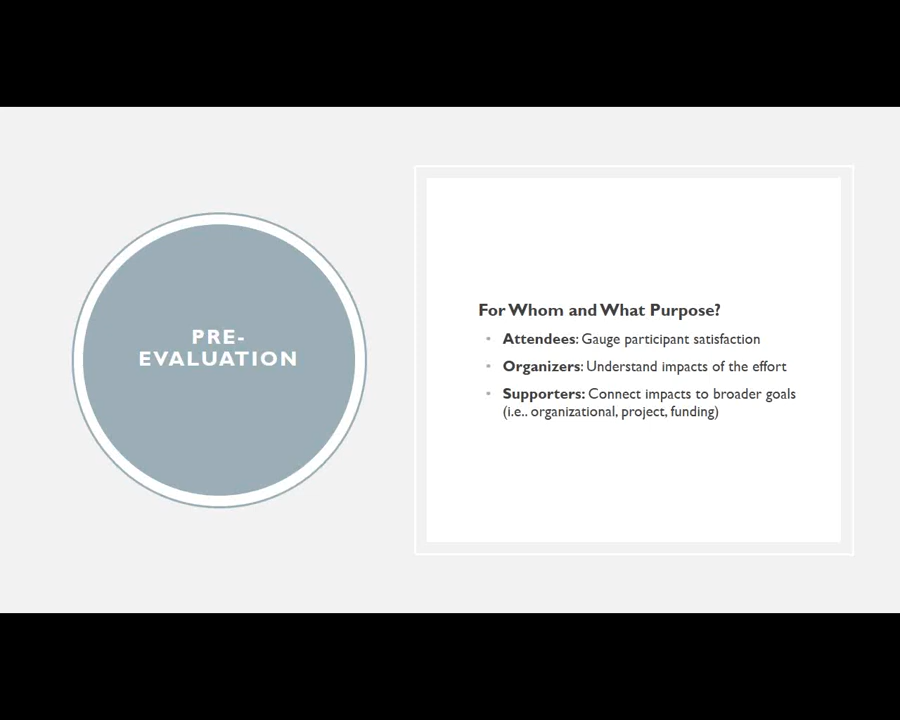 PRE-
EVALUATION
For Whom and What Purpose?
Attendees: Gauge participant satisfaction
Organizers: Understand impacts of the effort
Supporters: Connect impacts to broader goals
(i.e.. organizational, project, funding)